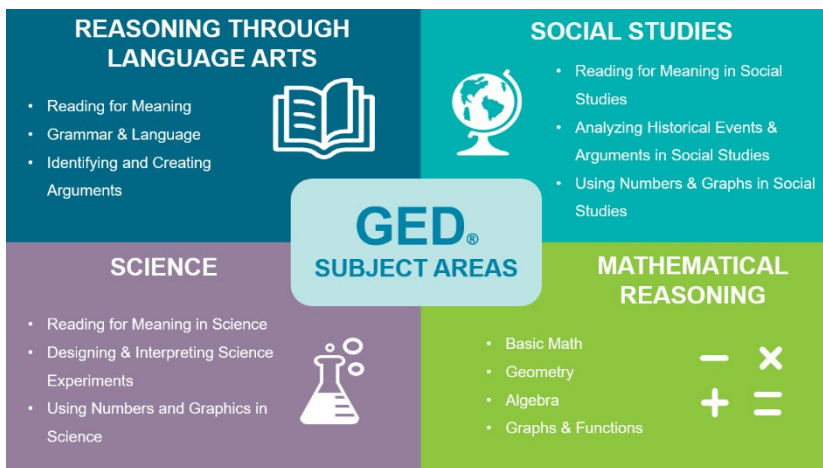 REASONING THROUGH
LANGUAGE ARTS
• Reading for Meaning
• Grammar & Language
• Identifying and Creating
Arguments
SOCIAL STUDIES
• Reading for Meaning in Social
Studies
• Analyzing Historical Events &
Arguments in Social Studies
• Using Numbers & Graphs in Social
Studies
GED®
SUBJECT AREAS
SCIENCE
• Reading for Meaning in Science
• Designing & Interpreting Science
Experiments
• Using Numbers and Graphics in
Science
MATHEMATICAL
REASONING
• Basic Math
• Geometry
• Algebra
• Graphs & Functions
− ×
+ =